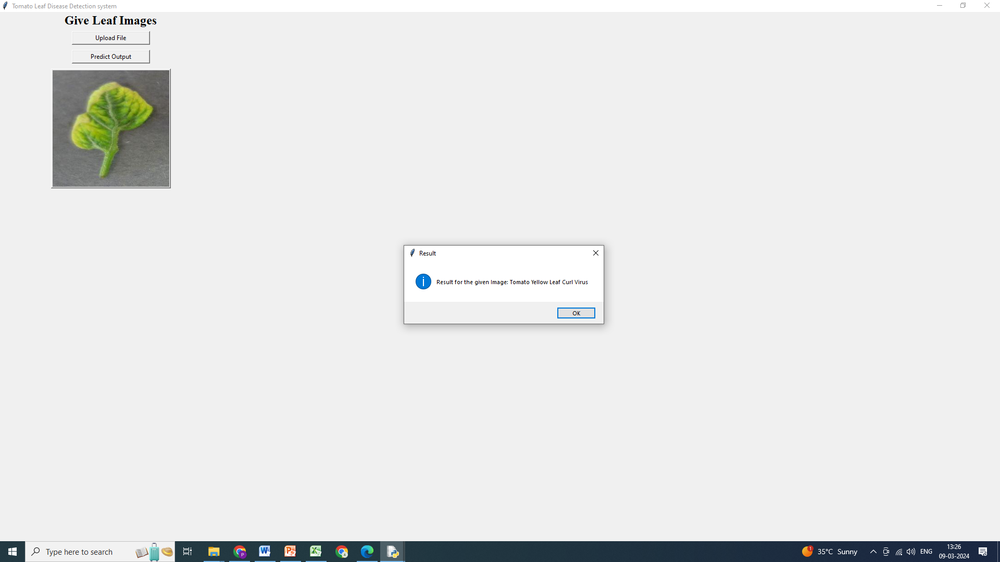 Tomato Leaf Disease Detection system
Give Leaf Images
Upload File
Predict Output
Result
Result for the given Image: Tomato Yellow Leaf Curl Virus
OK
Type here to search
1
35°C Sunny
ENG
13:26
09-03-2024